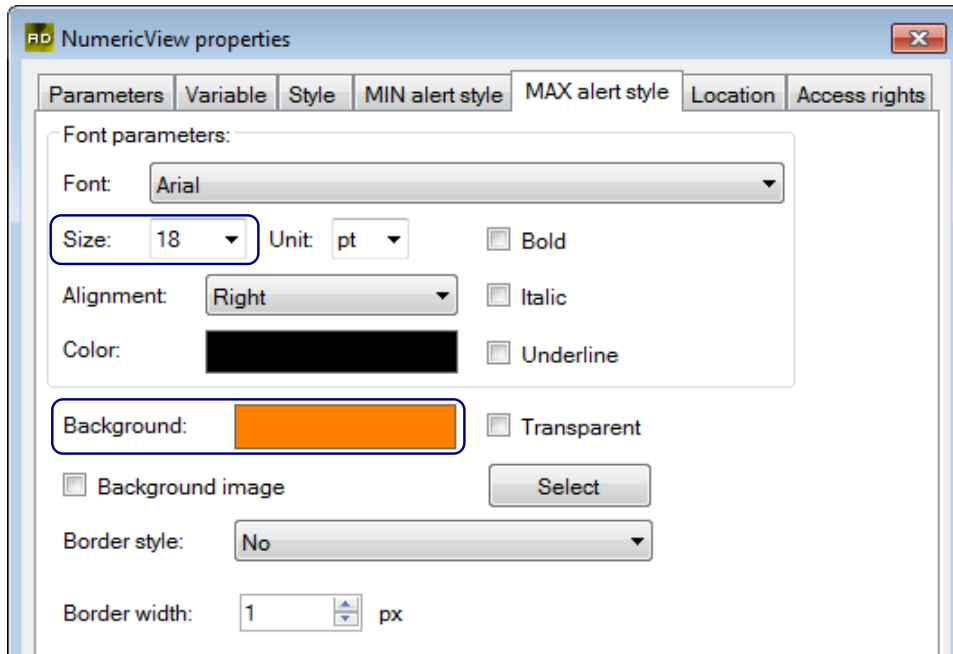 RD NumericView properties
Parameters Variable Style MIN alert style MAX alert style Location Access rights
Font parameters:
Font: Arial
Size: 18 Unit: pt Bold
Alignment: Right Italic
Color: Underline
Background: Transparent
Background image Select
Border style: No
Border width: 1 px